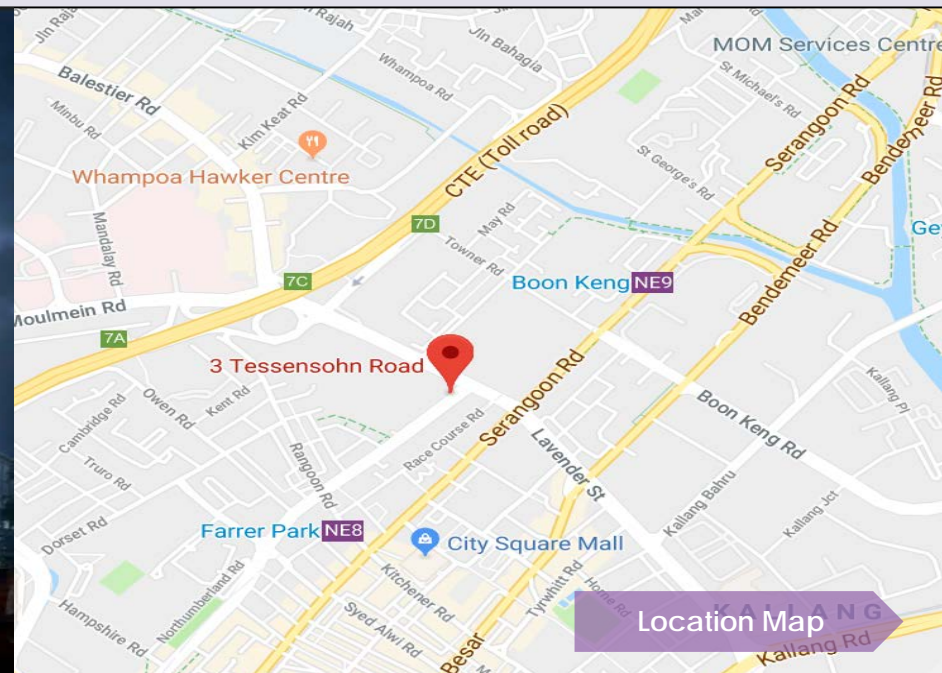 Jln Rajah
Rajah
Jln Bahagia
MOM Services Centre
Whampoa Rd
St Michael's Rd
Serangoon Rd
Bendemeer Rd
Balestier Rd
Minbu Rd
Kim Keat Rd
Whampoa Hawker Centre
CTE (Toll road)
St George's Rd
Mandalay Rd
7D
May Rd
Towner Rd
Boon Keng NE9
Bendemeer Rd
7C
Moulmein Rd
7A
3 Tessensohn Road
Serangoon Rd
Kallang Pl
Cambridge Rd
Owen Rd
Kent Rd
Race Course Rd
Lavender St
Boon Keng Rd
Truro Rd
Rangoon Rd
Kallang Bahru
Kallang Jct
Dorset Rd
Farrer Park NE8
City Square Mall
Northumberland Rd
Kitchener Rd
Tyrwhitt Rd
Home Rd
Hampshire Rd
Syed Alwi Rd
KALLANG
Location Map
Besar
Kallang Rd